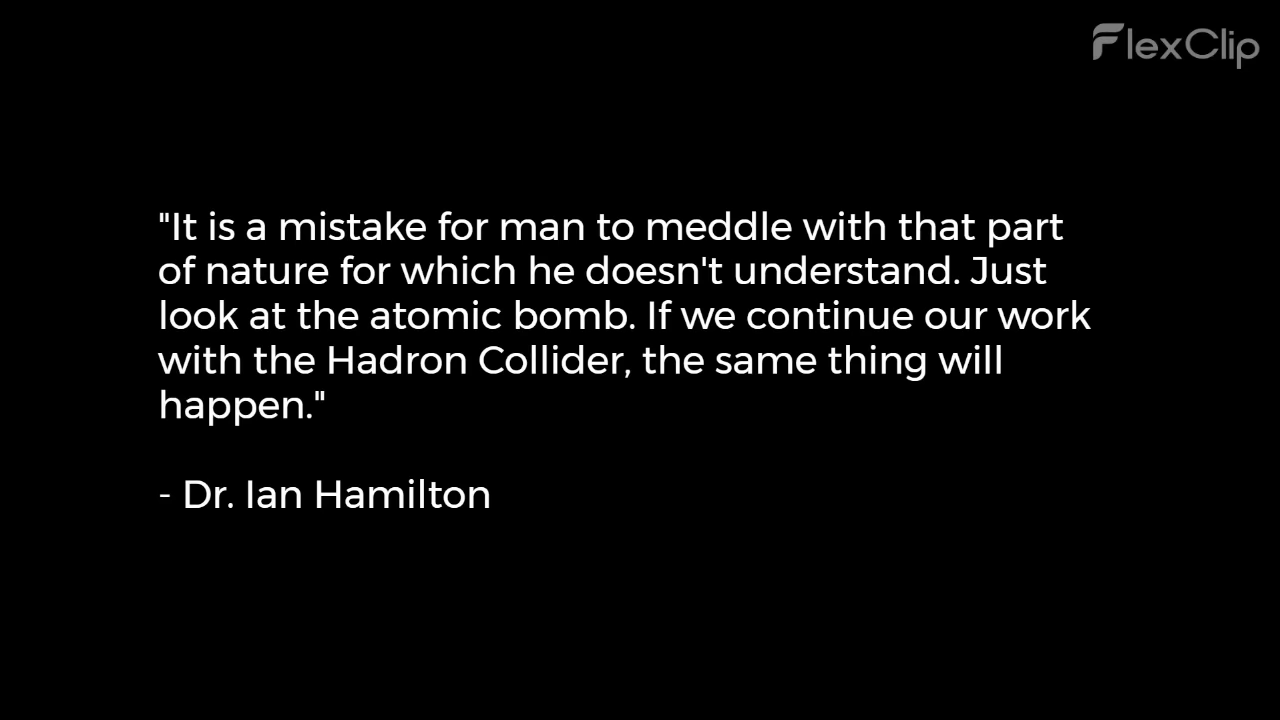 FlexClip
"It is a mistake for man to meddle with that part
of nature for which he doesn't understand. Just
look at the atomic bomb. If we continue our work
with the Hadron Collider, the same thing will
happen."
- Dr. Ian Hamilton